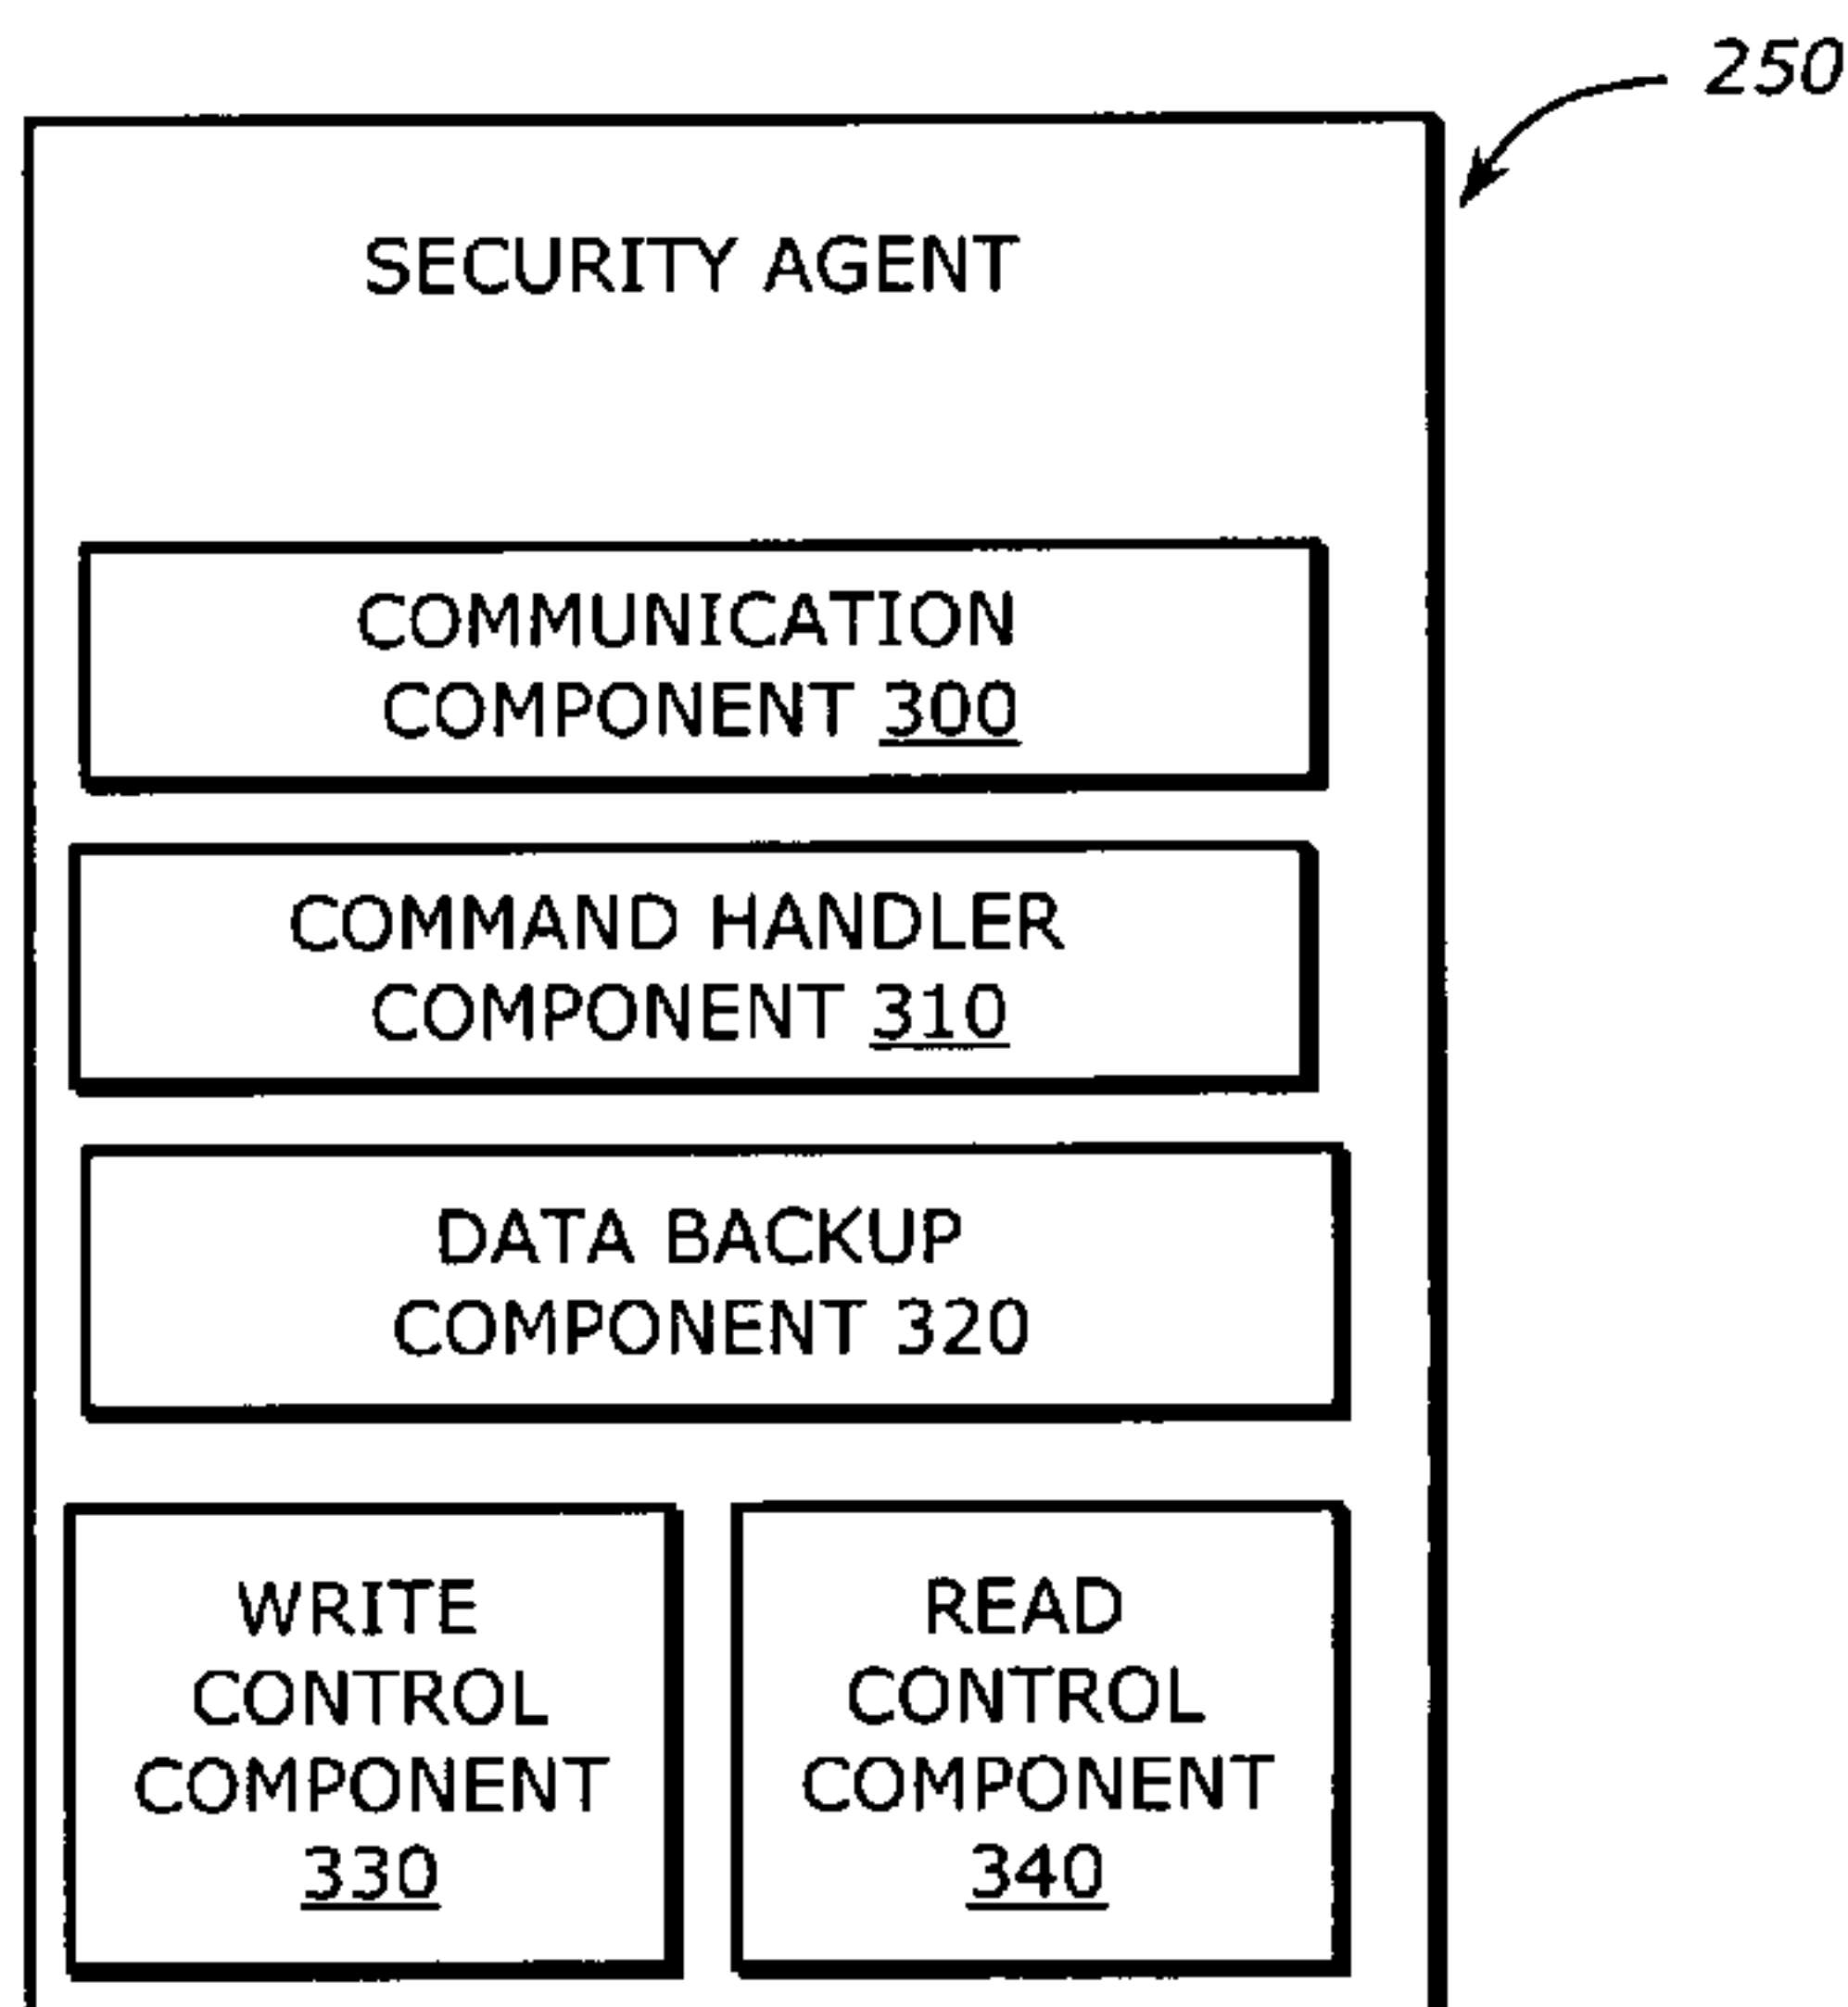 250
SECURITY AGENT
COMMUNICATION
COMPONENT 300
COMMAND HANDLER
COMPONENT 310
DATA BACKUP
COMPONENT 320
WRITE
CONTROL
COMPONENT
330
READ
CONTROL
COMPONENT
340